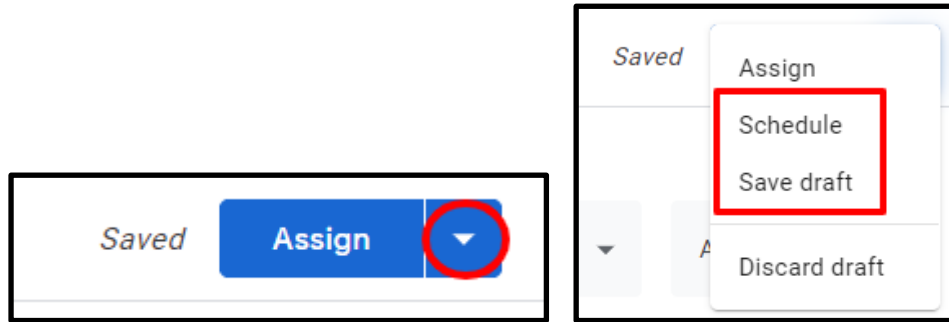 Saved Assign
Saved
Assign
Schedule
Save draft
A
Discard draft